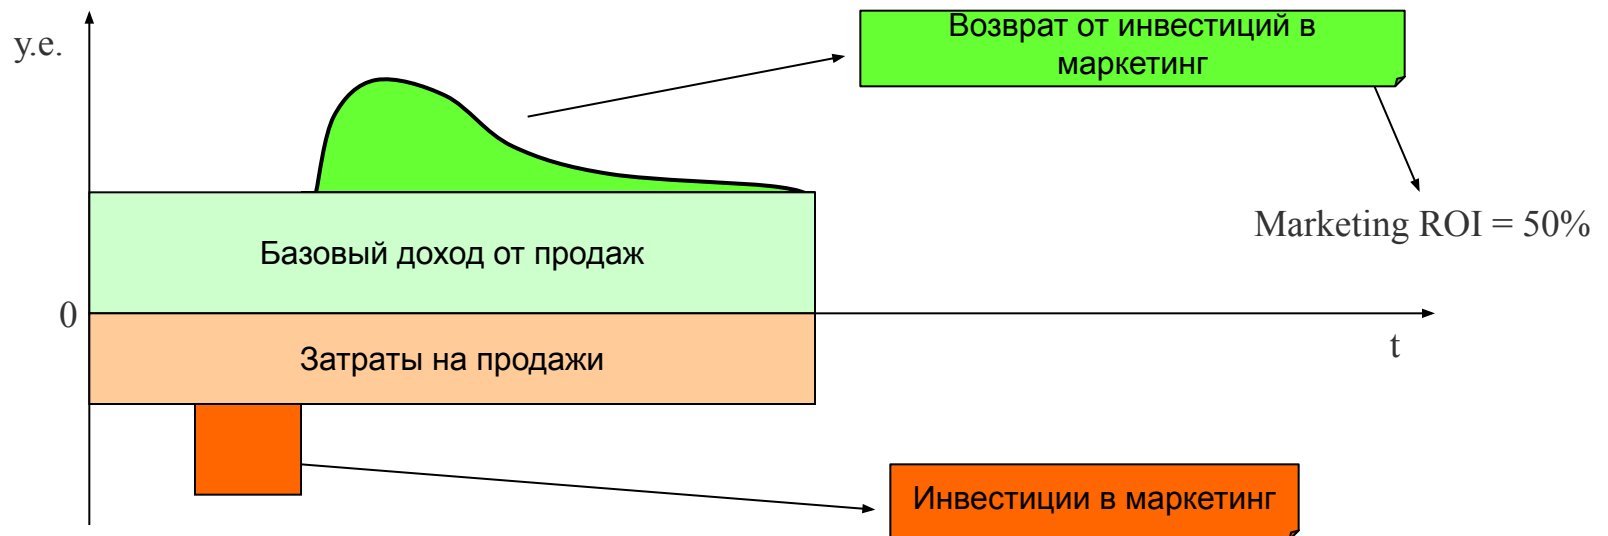 у.е.
Возврат от инвестиций в
маркетинг
Marketing ROI = 50%
Базовый доход от продаж
0
t
Затраты на продажи
Инвестиции в маркетинг